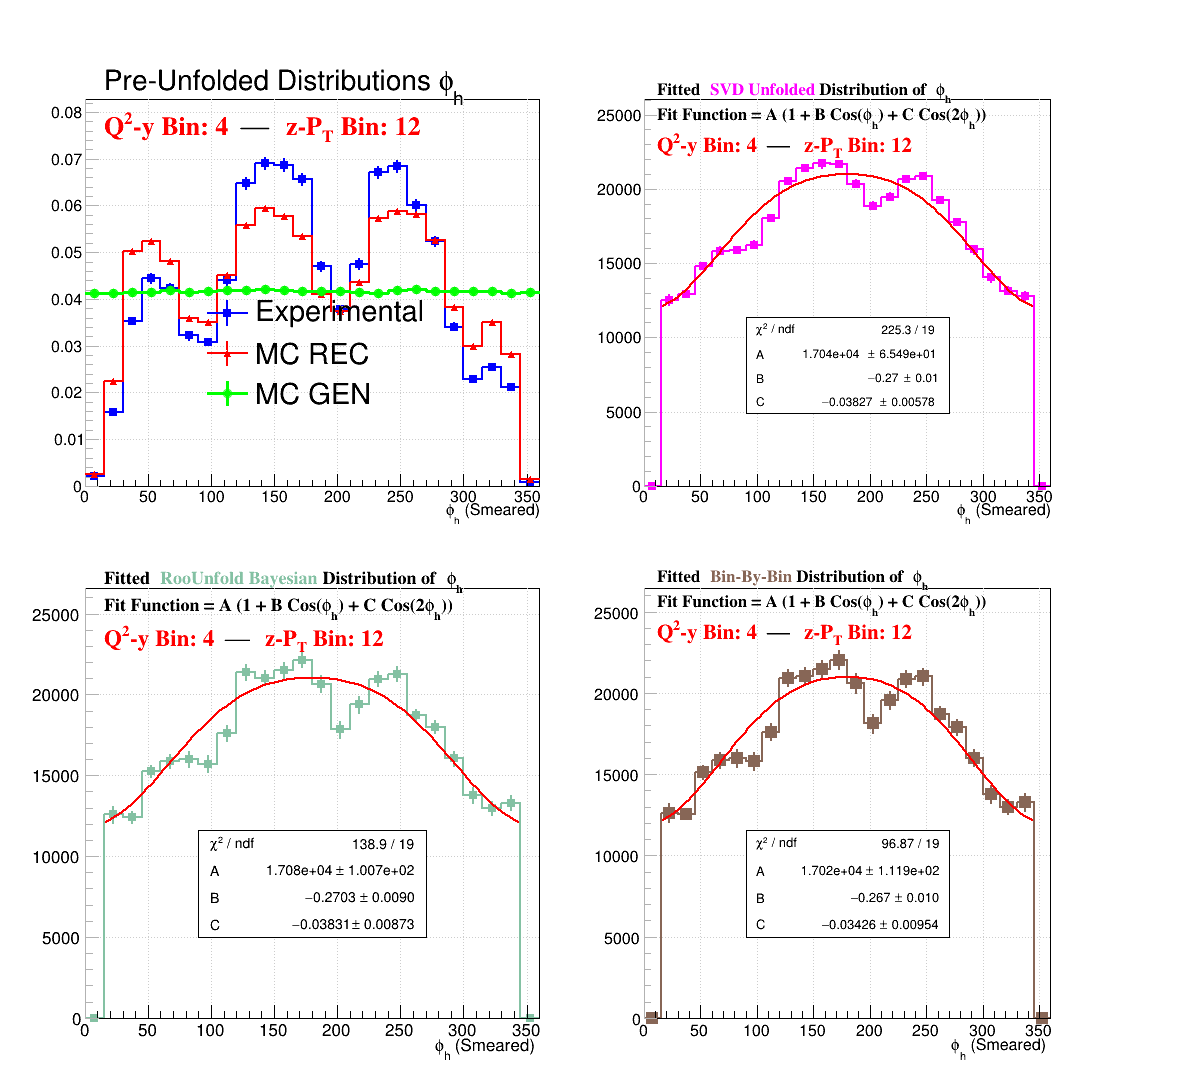 Pre-Unfolded Distributions ϕh
Q²-y Bin: 4 — z-PT Bin: 12
0.08
0.07
0.06
0.05
0.04
0.03
0.02
0.01
0
Experimental
MC REC
MC GEN
0 50 100 150 200 250 300 350
ϕh (Smeared)
Fitted SVD Unfolded Distribution of ϕh
Fit Function = A (1 + B Cos(ϕh) + C Cos(2ϕh))
Q²-y Bin: 4 — z-PT Bin: 12
25000
20000
15000
10000
5000
0
χ² / ndf 225.3 / 19
A 1.704e+04 ± 6.549e+01
B −0.27 ± 0.01
C −0.03827 ± 0.00578
0 50 100 150 200 250 300 350
ϕh (Smeared)
Fitted RooUnfold Bayesian Distribution of ϕh
Fit Function = A (1 + B Cos(ϕh) + C Cos(2ϕh))
Q²-y Bin: 4 — z-PT Bin: 12
25000
20000
15000
10000
5000
0
χ² / ndf 138.9 / 19
A 1.708e+04 ± 1.007e+02
B −0.2703 ± 0.0090
C −0.03831 ± 0.00873
0 50 100 150 200 250 300 350
ϕh (Smeared)
Fitted Bin-By-Bin Distribution of ϕh
Fit Function = A (1 + B Cos(ϕh) + C Cos(2ϕh))
Q²-y Bin: 4 — z-PT Bin: 12
25000
20000
15000
10000
5000
0
χ² / ndf 96.87 / 19
A 1.702e+04 ± 1.119e+02
B −0.267 ± 0.010
C −0.03426 ± 0.00954
0 50 100 150 200 250 300 350
ϕh (Smeared)